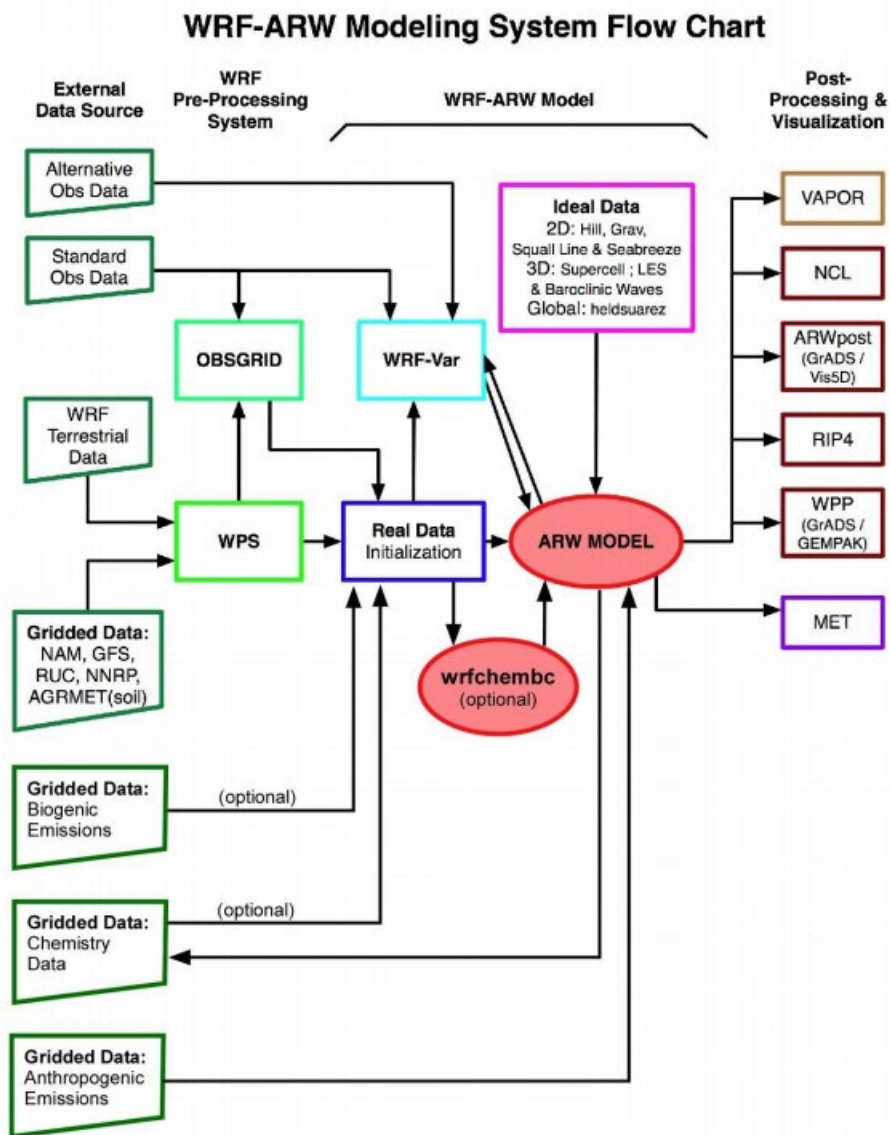 WRF-ARW Modeling System Flow Chart
External
Data Source
WRF
Pre-Processing
System
WRF-ARW Model
Post-
Processing &
Visualization
Alternative
Obs Data
Standard
Obs Data
WRF
Terrestrial
Data
Gridded Data:
NAM, GFS,
RUC, NNRP,
AGRMET(soil)
Gridded Data:
Biogenic
Emissions
Gridded Data:
Chemistry
Data
Gridded Data:
Anthropogenic
Emissions
OBSGRID
WPS
(optional)
(optional)
WRF-Var
Real Data
Initialization
Ideal Data
2D: Hill, Grav,
Squall Line & Seabreeze
3D: Supercell ; LES
& Baroclinic Waves
Global: heldsuarez
ARW MODEL
wrfchembc
(optional)
VAPOR
NCL
ARWpost
(GrADS /
Vis5D)
RIP4
WPP
(GrADS /
GEMPAK)
MET